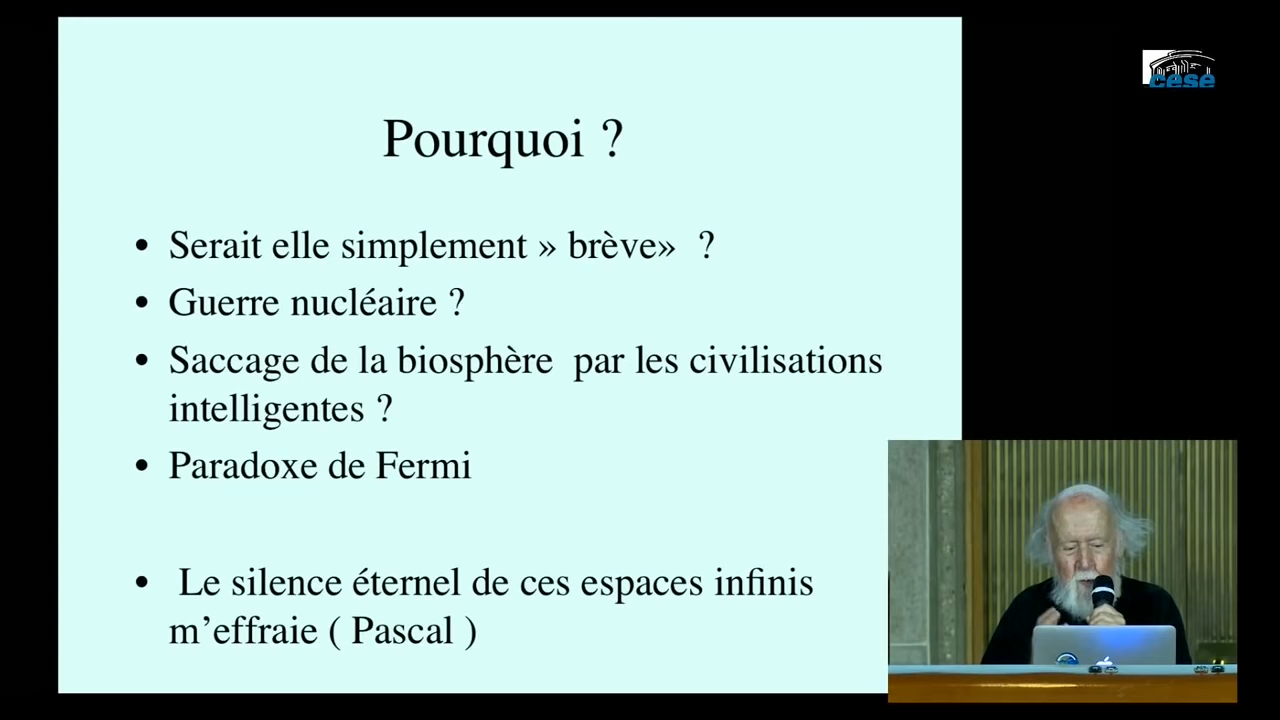 cese
Pourquoi ?
• Serait elle simplement » brève»  ?
• Guerre nucléaire ?
• Saccage de la biosphère  par les civilisations
intelligentes ?
• Paradoxe de Fermi
•  Le silence éternel de ces espaces infinis
m’effraie ( Pascal )